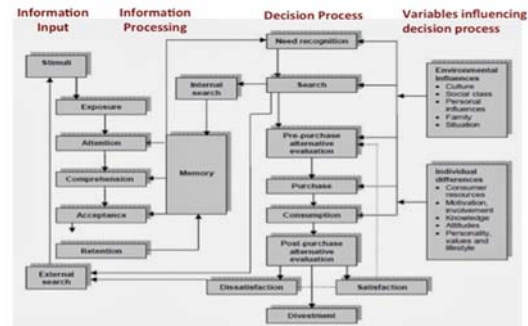 Information
Input
Information
Processing
Decision Process
Variables influencing
decision process
Stimuli
Exposure
Attention
Comprehension
Acceptance
Retention
External
search
Internal
search
Memory
Need recognition
Search
Pre-purchase
alternative
evaluation
Purchase
Consumption
Post-purchase
alternative
evaluation
Dissatisfaction
Satisfaction
Divestment
Environmental
Influences
• Culture
• Social class
• Personal
influences
• Family
• Situation
Individual
differences
• Consumer
resources
• Motivation,
involvement
• Knowledge
• Attitudes
• Personality,
values and
lifestyle